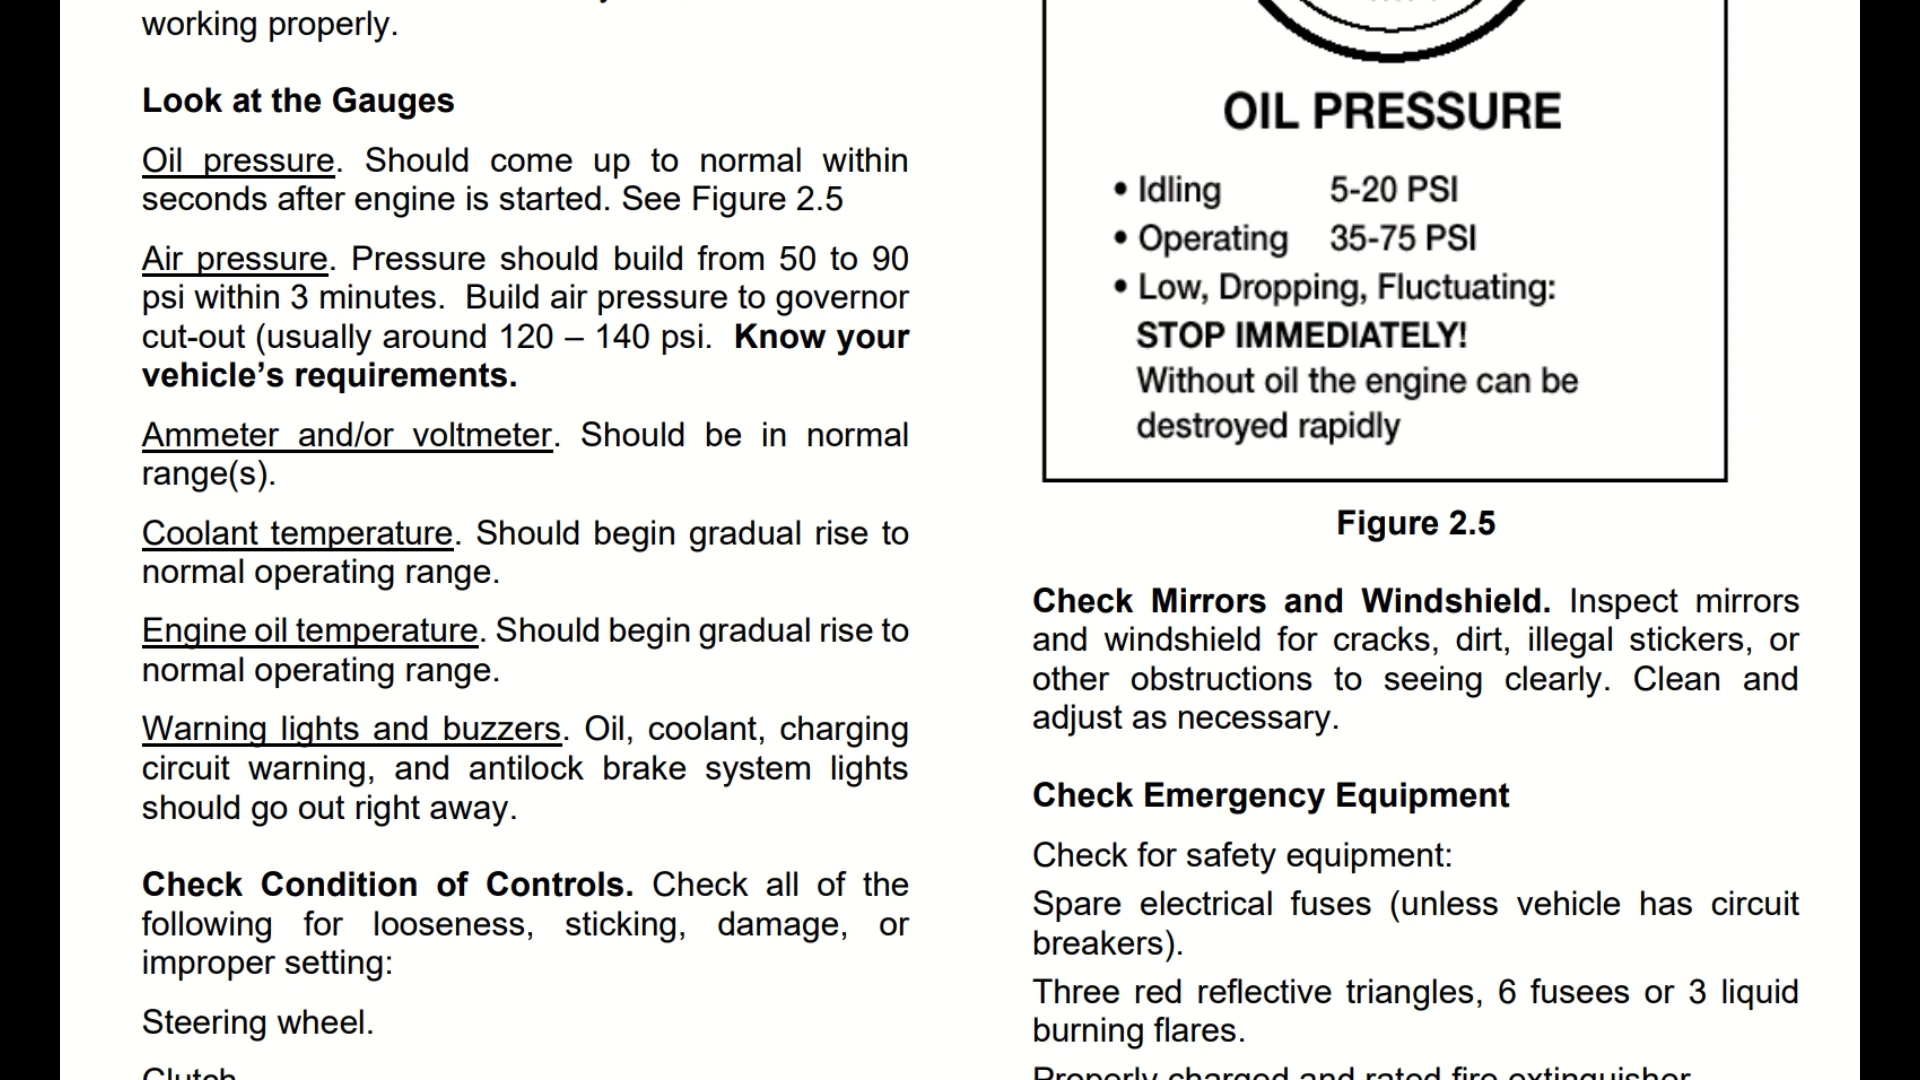 working properly.
Look at the Gauges
Oil pressure. Should come up to normal within
seconds after engine is started. See Figure 2.5
Air pressure. Pressure should build from 50 to 90
psi within 3 minutes.  Build air pressure to governor
cut-out (usually around 120 – 140 psi.  Know your
vehicle's requirements.
Ammeter and/or voltmeter. Should be in normal
range(s).
Coolant temperature. Should begin gradual rise to
normal operating range.
Engine oil temperature. Should begin gradual rise to
normal operating range.
Warning lights and buzzers. Oil, coolant, charging
circuit warning, and antilock brake system lights
should go out right away.
Check Condition of Controls. Check all of the
following for looseness, sticking, damage, or
improper setting:
Steering wheel.
Clutch
OIL PRESSURE
• Idling 5-20 PSI
• Operating 35-75 PSI
• Low, Dropping, Fluctuating:
STOP IMMEDIATELY!
Without oil the engine can be
destroyed rapidly
Figure 2.5
Check Mirrors and Windshield. Inspect mirrors
and windshield for cracks, dirt, illegal stickers, or
other obstructions to seeing clearly. Clean and
adjust as necessary.
Check Emergency Equipment
Check for safety equipment:
Spare electrical fuses (unless vehicle has circuit
breakers).
Three red reflective triangles, 6 fusees or 3 liquid
burning flares.
Properly charged and rated fire extinguisher